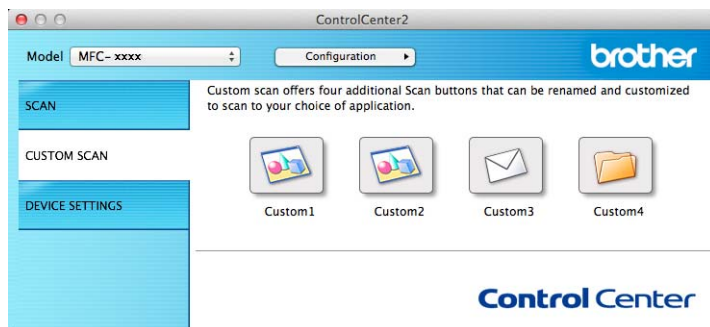 ControlCenter2
Model MFC- xxxx Configuration brother
SCAN
Custom scan offers four additional Scan buttons that can be renamed and customized
to scan to your choice of application.
CUSTOM SCAN
DEVICE SETTINGS
Custom1 Custom2 Custom3 Custom4
Control Center